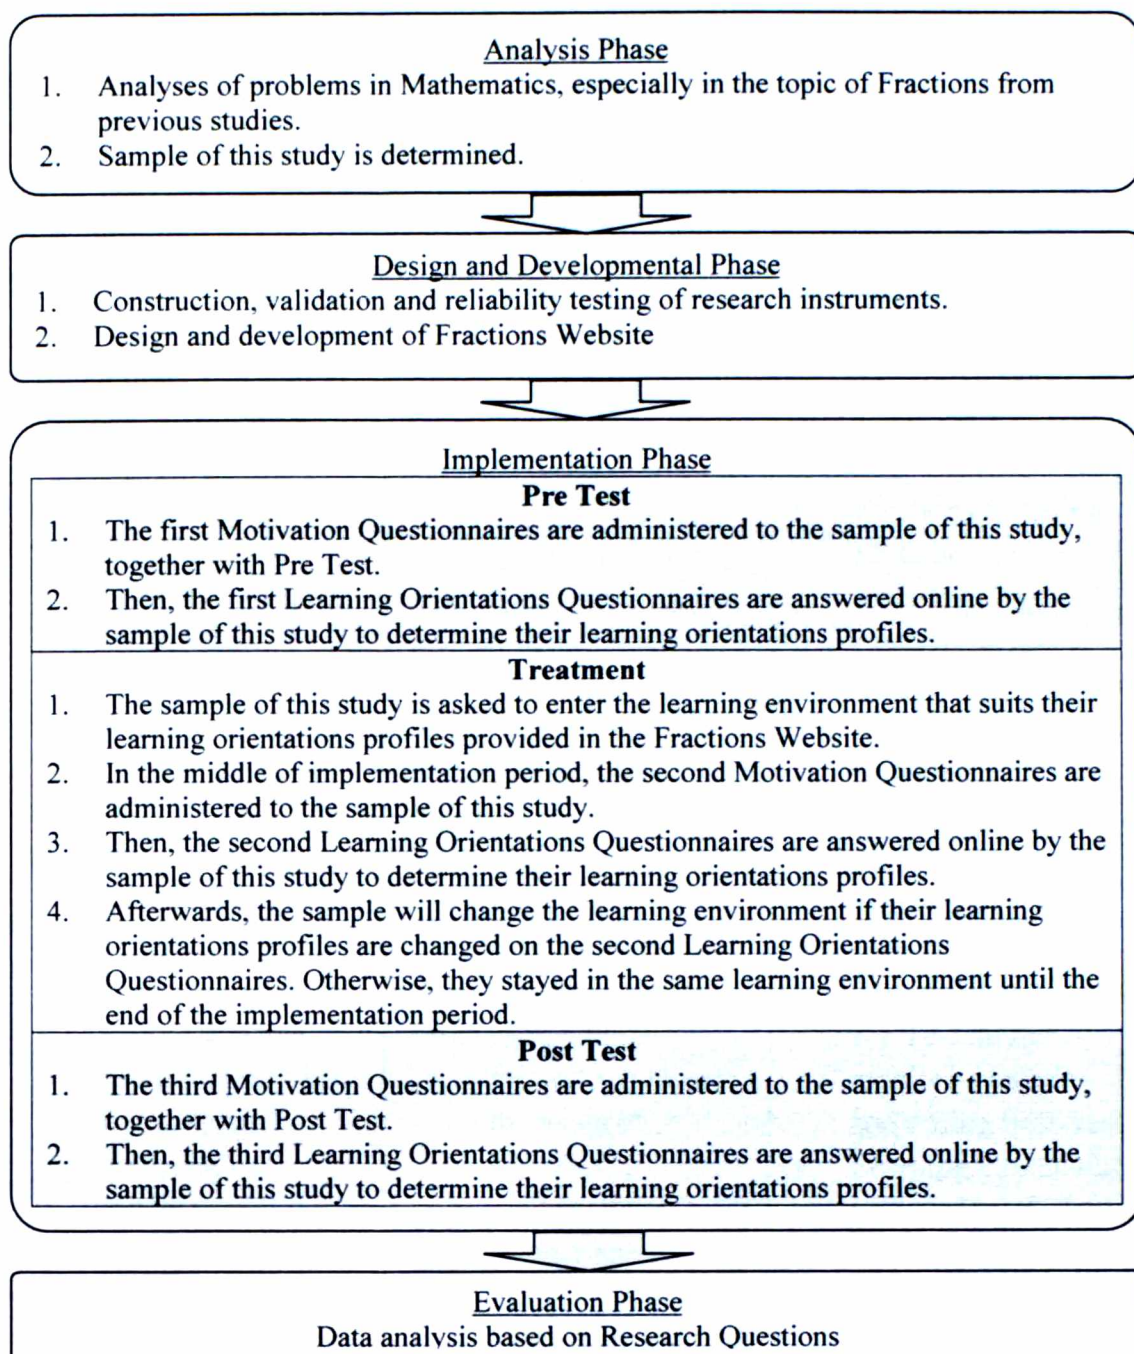 Analysis Phase
1. Analyses of problems in Mathematics, especially in the topic of Fractions from
previous studies.
2. Sample of this study is determined.
Design and Developmental Phase
1. Construction, validation and reliability testing of research instruments.
2. Design and development of Fractions Website
Implementation Phase
Pre Test
1. The first Motivation Questionnaires are administered to the sample of this study,
together with Pre Test.
2. Then, the first Learning Orientations Questionnaires are answered online by the
sample of this study to determine their learning orientations profiles.
Treatment
1. The sample of this study is asked to enter the learning environment that suits their
learning orientations profiles provided in the Fractions Website.
2. In the middle of implementation period, the second Motivation Questionnaires are
administered to the sample of this study.
3. Then, the second Learning Orientations Questionnaires are answered online by the
sample of this study to determine their learning orientations profiles.
4. Afterwards, the sample will change the learning environment if their learning
orientations profiles are changed on the second Learning Orientations
Questionnaires. Otherwise, they stayed in the same learning environment until the
end of the implementation period.
Post Test
1. The third Motivation Questionnaires are administered to the sample of this study,
together with Post Test.
2. Then, the third Learning Orientations Questionnaires are answered online by the
sample of this study to determine their learning orientations profiles.
Evaluation Phase
Data analysis based on Research Questions